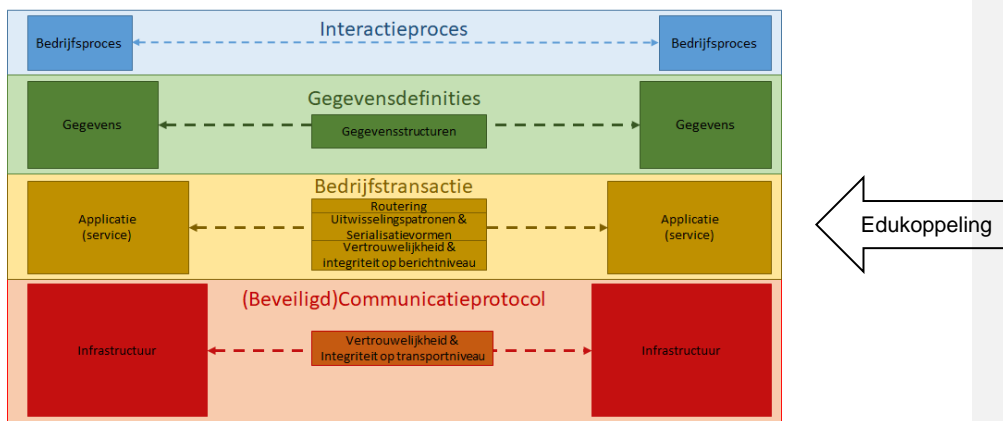 Interactieproces
Bedrijfsproces
Bedrijfsproces
Gegevensdefinities
Gegevens
Gegevensstructuren
Gegevens
Bedrijfstransactie
Applicatie
(service)
Routering
Uitwisselingspatronen &
Serialisatievormen
Vertrouwelijkheid &
integriteit op berichtniveau
Applicatie
(service)
Edukoppeling
(Beveiligd)Communicatieprotocol
Infrastructuur
Vertrouwelijkheid &
Integriteit op transportniveau
Infrastructuur